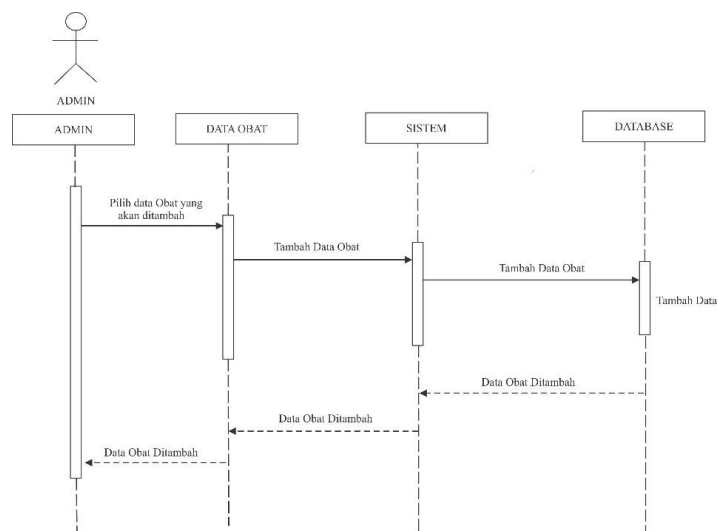 ADMIN
ADMIN
DATA OBAT
SISTEM
DATABASE
Pilih data Obat yang
akan ditambah
Tambah Data Obat
Tambah Data Obat
Tambah Data
Data Obat Ditambah
Data Obat Ditambah
Data Obat Ditambah